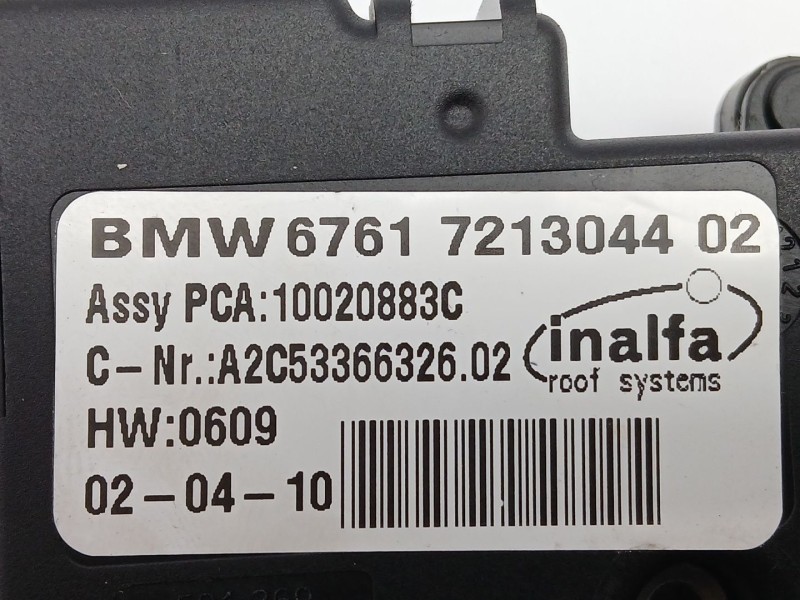 BMW 6761 7213044 02
Assy PCA:10020883C
C-Nr.:A2C53366326.02
inalfa
roof systems
HW:0609
02-04-10